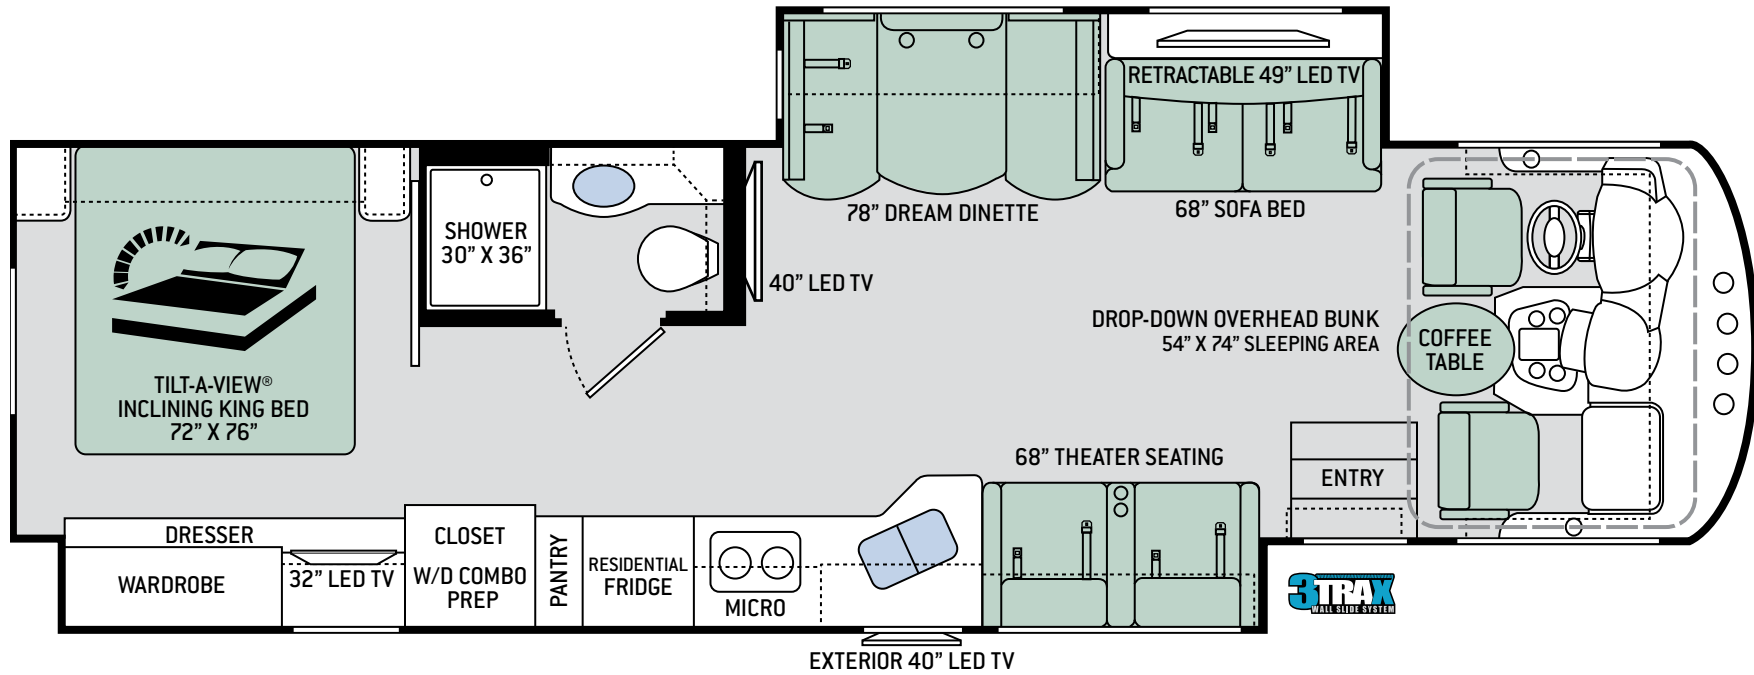 RETRACTABLE 49” LED TV
78” DREAM DINETTE
68” SOFA BED
SHOWER
30” X 36”
40” LED TV
DROP-DOWN OVERHEAD BUNK
54” X 74” SLEEPING AREA
COFFEE
TABLE
TILT-A-VIEW®
INCLINING KING BED
72” X 76”
68” THEATER SEATING
ENTRY
DRESSER
WARDROBE
32” LED TV
CLOSET
W/D COMBO
PREP
PANTRY
RESIDENTIAL
FRIDGE
MICRO
3TRAX
WALL SLIDE SYSTEM
EXTERIOR 40” LED TV